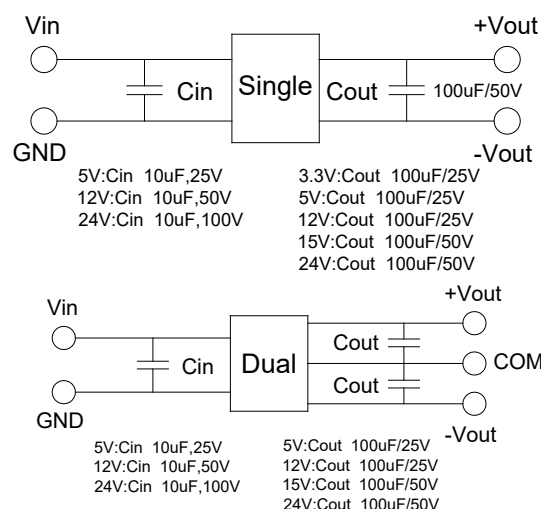 Vin
+Vout
Cin
Single
Cout
100uF/50V
GND
-Vout
5V:Cin 10uF,25V
12V:Cin 10uF,50V
24V:Cin 10uF,100V
3.3V:Cout 100uF/25V
5V:Cout 100uF/25V
12V:Cout 100uF/25V
15V:Cout 100uF/50V
24V:Cout 100uF/50V
Vin
+Vout
Cin
Dual
Cout
COM
Cout
GND
-Vout
5V:Cin 10uF,25V
12V:Cin 10uF,50V
24V:Cin 10uF,100V
5V:Cout 100uF/25V
12V:Cout 100uF/25V
15V:Cout 100uF/50V
24V:Cout 100uF/50V